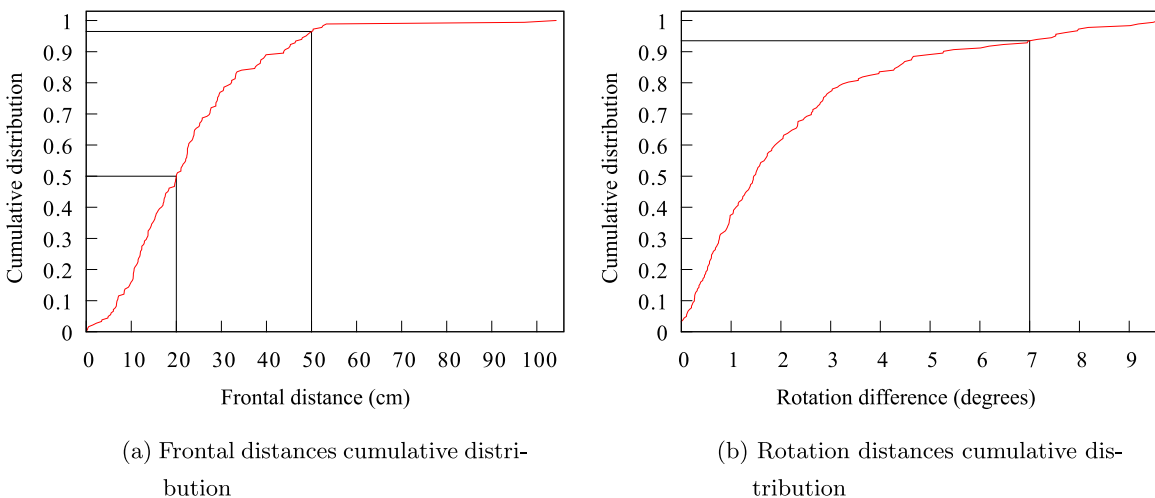 1
0.9
0.8
0.7
0.6
0.5
0.4
0.3
0.2
0.1
0
Cumulative distribution
0 10 20 30 40 50 60 70 80 90 100
Frontal distance (cm)
(a) Frontal distances cumulative distri-
bution
1
0.9
0.8
0.7
0.6
0.5
0.4
0.3
0.2
0.1
0
Cumulative distribution
0 1 2 3 4 5 6 7 8 9
Rotation difference (degrees)
(b) Rotation distances cumulative dis-
tribution